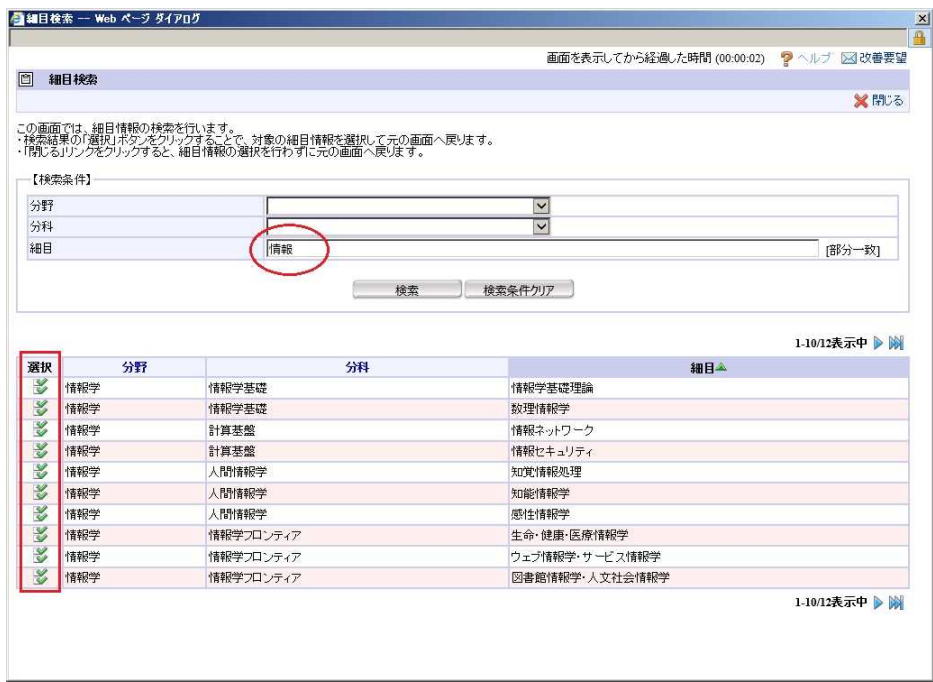 細目検索 -- Web ページ ダイアログ
画面を表示してから経過した時間 (00:00:02) ヘルプ 改善要望
細目検索
閉じる
この画面では、細目情報の検索を行います。
・検索結果の「選択」ボタンをクリックすることで、対象の細目情報を選択して元の画面へ戻ります。
・「閉じる」リンクをクリックすると、細目情報の選択を行わずに元の画面へ戻ります。
【検索条件】
分野
分科
細目 情報 [部分一致]
検索 検索条件クリア
1-10/12表示中
選択 分野 分科 細目
情報学 情報学基礎 情報学基礎理論
情報学 情報学基礎 数理情報学
情報学 計算基盤 情報ネットワーク
情報学 計算基盤 情報セキュリティ
情報学 人間情報学 知覚情報処理
情報学 人間情報学 知能情報学
情報学 人間情報学 感性情報学
情報学 情報学フロンティア 生命・健康・医療情報学
情報学 情報学フロンティア ウェブ情報学・サービス情報学
情報学 情報学フロンティア 図書館情報学・人文社会情報学
1-10/12表示中